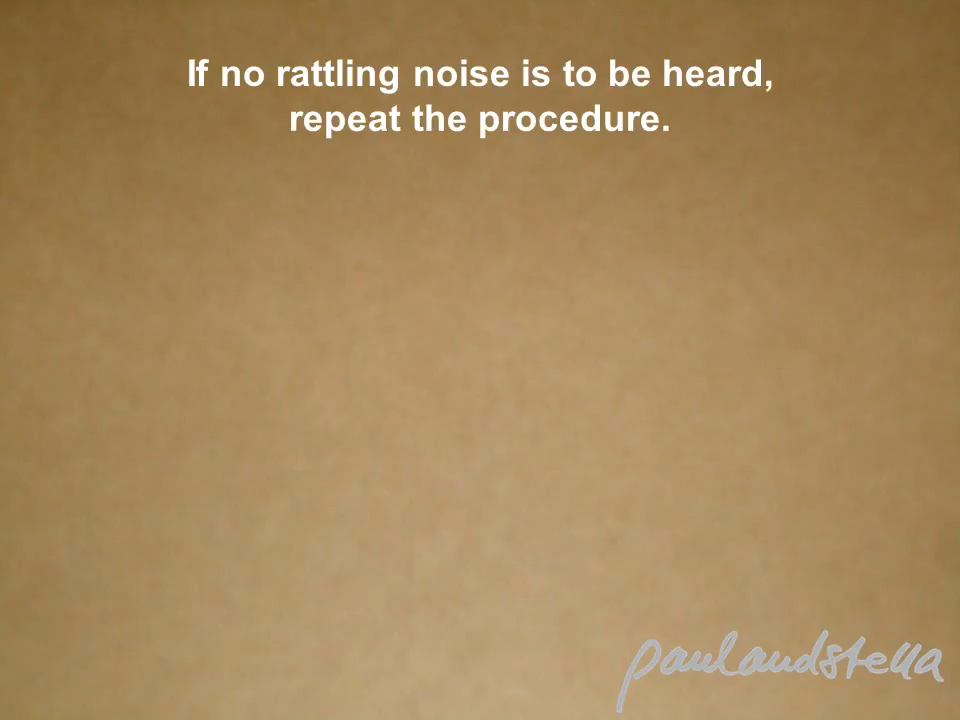 If no rattling noise is to be heard,
repeat the procedure.
paulandstella